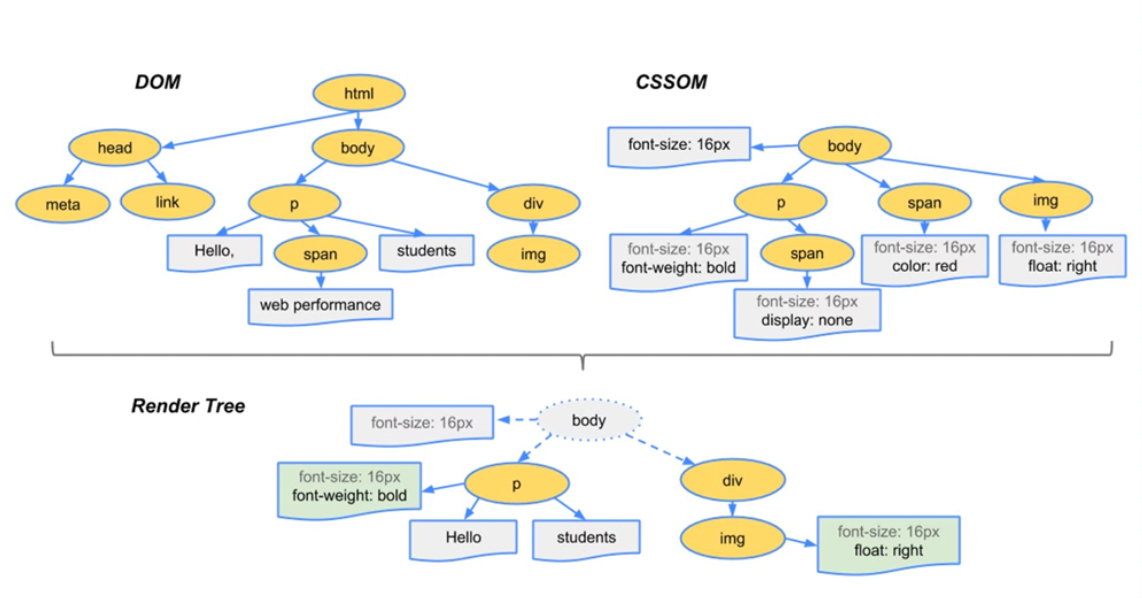 DOM
CSSOM
html
head
body
font-size: 16px
body
meta
link
p
div
p
span
img
Hello,
span
students
img
font-size: 16px
font-weight: bold
span
font-size: 16px
color: red
font-size: 16px
float: right
web performance
font-size: 16px
display: none
Render Tree
font-size: 16px
body
font-size: 16px
font-weight: bold
p
div
Hello
students
img
font-size: 16px
float: right